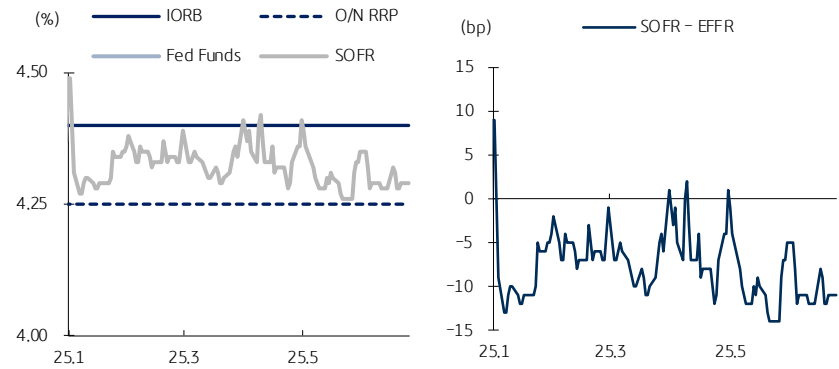 (%)
IORB
O/N RRP
Fed Funds
SOFR
4.50
4.25
4.00
25.1
25.3
25.5
(bp)
SOFR - EFFR
15
10
5
0
-5
-10
-15
25.1
25.3
25.5